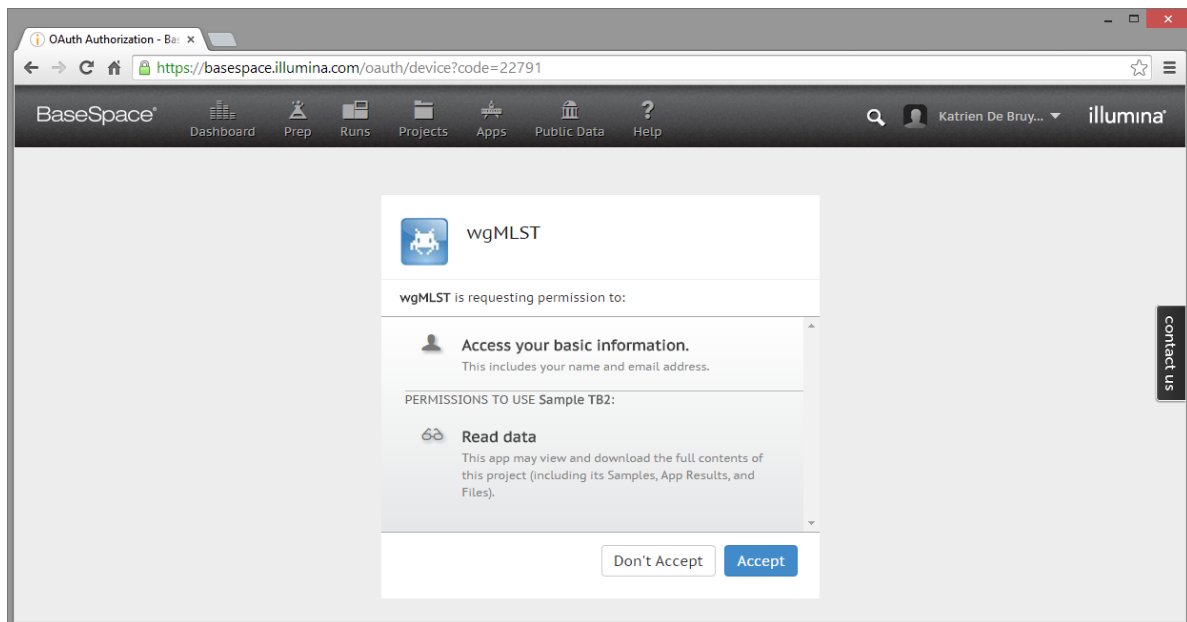 OAuth Authorization - Ba
https://basespace.illumina.com/oauth/device?code=22791
BaseSpace®
Dashboard
Prep
Runs
Projects
Apps
Public Data
Help
Katrien De Bruy...
illumina®
wgMLST
wgMLST is requesting permission to:
Access your basic information.
This includes your name and email address.
PERMISSIONS TO USE Sample TB2:
Read data
This app may view and download the full contents of
this project (including its Samples, App Results, and
Files).
Don't Accept
Accept
contact us